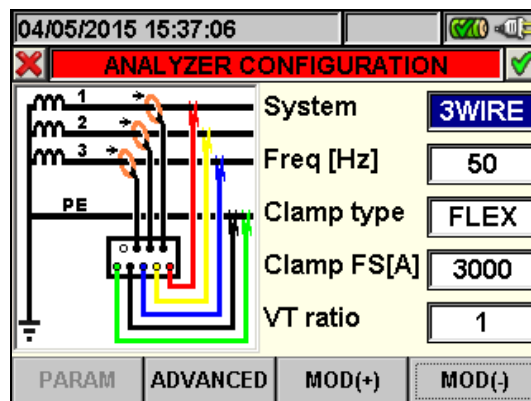 04/05/2015 15:37:06
ANALYZER CONFIGURATION
1
2
3
PE
System 3WIRE
Freq [Hz] 50
Clamp type FLEX
Clamp FS[A] 3000
VT ratio 1
PARAM ADVANCED MOD(+) MOD(-)